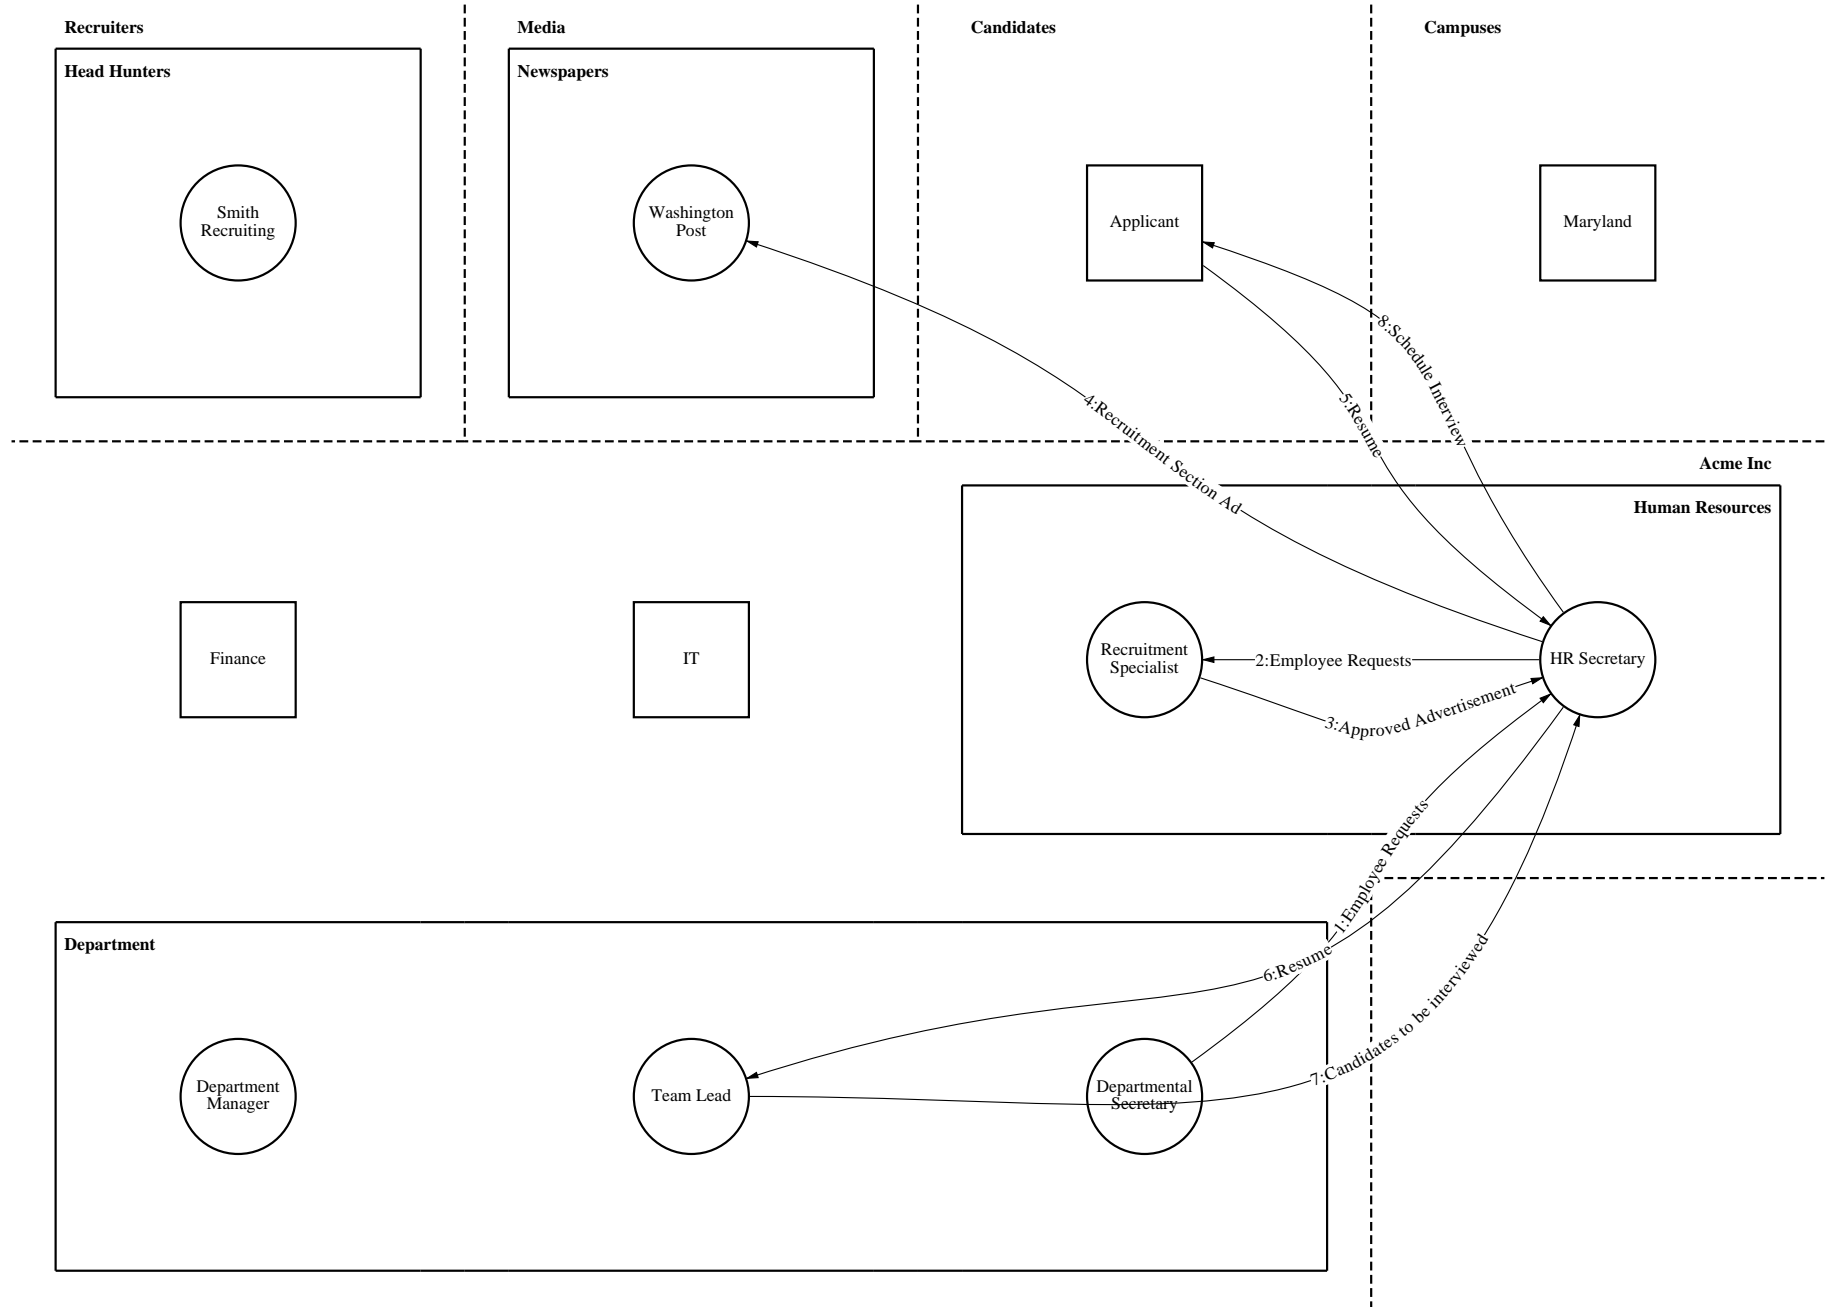 Recruiters
Media
Candidates
Campuses
Head Hunters
Newspapers
Smith
Recruiting
Washington
Post
Applicant
Maryland
8:Schedule Interview
5:Resume
4:Recruitment Section Ad
Acme Inc
Human Resources
Finance
IT
Recruitment
Specialist
2:Employee Requests
HR Secretary
3:Approved Advertisement
1:Employee Requests
Department
6:Resume
7:Candidates to be interviewed
Department
Manager
Team Lead
Departmental
Secretary